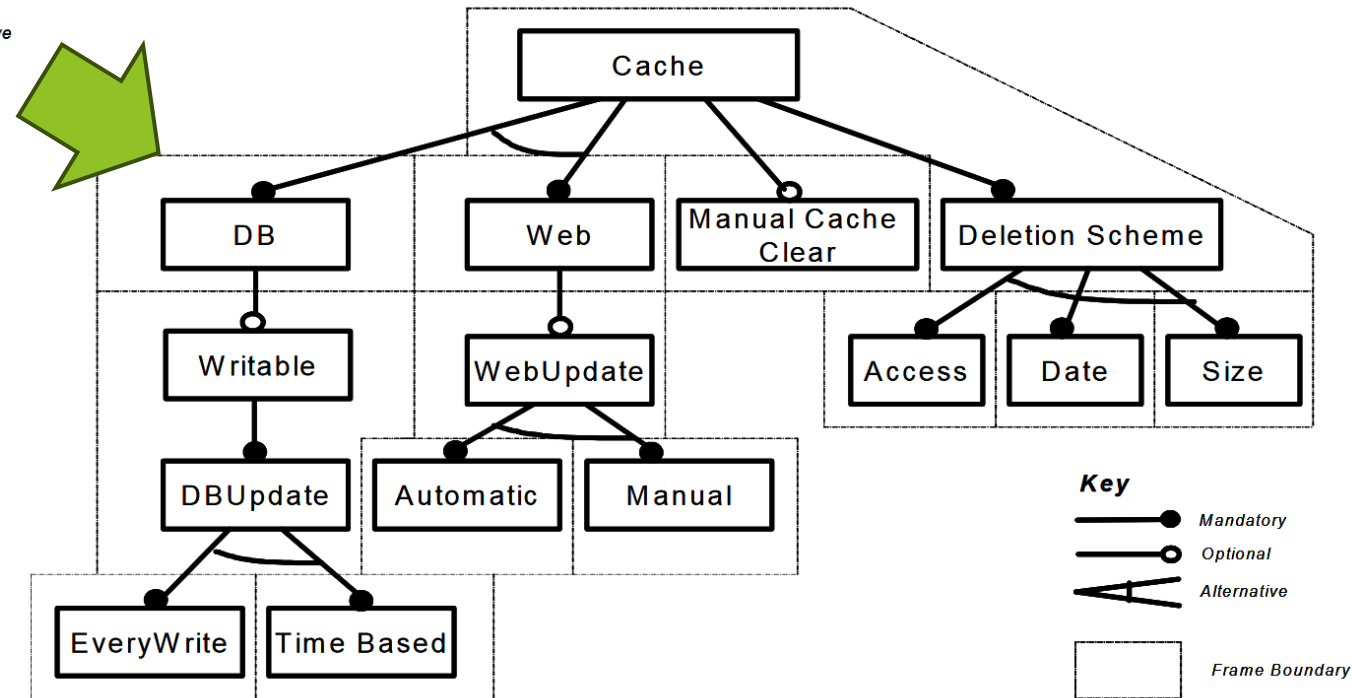 Cache
DB
Web
Manual Cache
Clear
Deletion Scheme
Writable
WebUpdate
Access
Date
Size
DBUpdate
Automatic
Manual
EveryWrite
Time Based
Key
Mandatory
Optional
Alternative
Frame Boundary